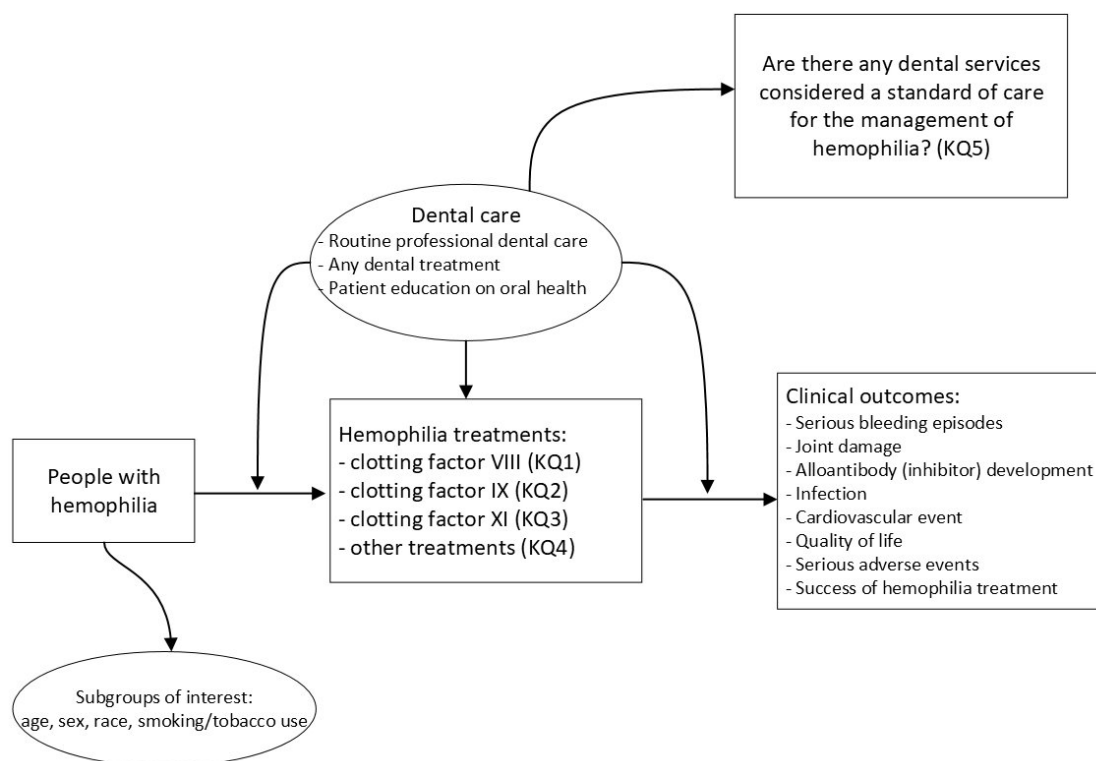 Are there any dental services
considered a standard of care
for the management of
hemophilia? (KQ5)
Dental care
- Routine professional dental care
- Any dental treatment
- Patient education on oral health
People with
hemophilia
Hemophilia treatments:
- clotting factor VIII (KQ1)
- clotting factor IX (KQ2)
- clotting factor XI (KQ3)
- other treatments (KQ4)
Clinical outcomes:
- Serious bleeding episodes
- Joint damage
- Alloantibody (inhibitor) development
- Infection
- Cardiovascular event
- Quality of life
- Serious adverse events
- Success of hemophilia treatment
Subgroups of interest:
age, sex, race, smoking/tobacco use